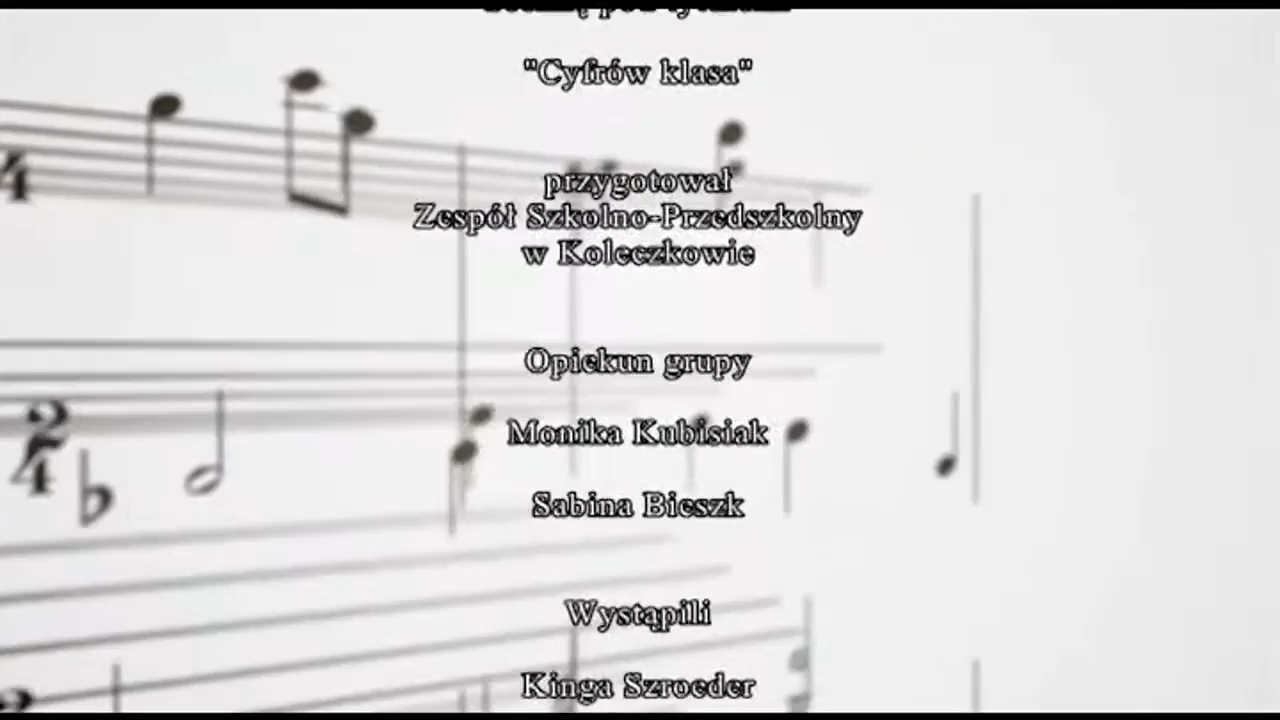 "Cyfrów klasa"
przygotował
Zespół Szkolno-Przedszkolny
w Koleczkowie
Opiekun grupy
Monika Kubisiak
Sabina Bieszk
Wystąpili
Kinga Szroeder